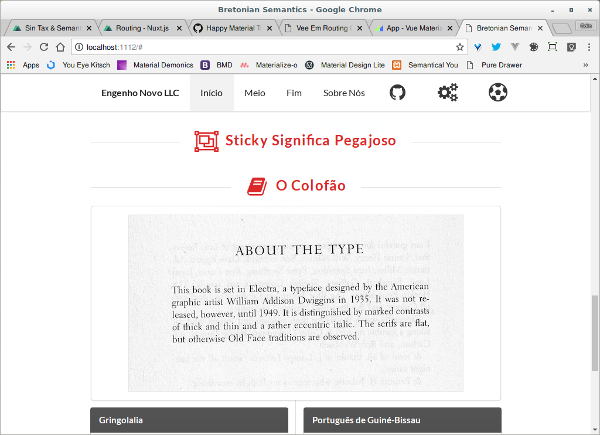 Bretonian Semantics - Google Chrome
Sin Tax & Semant
Routing - Nuxt.js
Happy Material T
Vee Em Routing
App - Vue Materia
Bretonian Seman
localhost:1112/#
Apps
You Eye Kitsch
Material Demonics
BMD
Materialize-o
Material Design Lite
Semantical You
Pure Drawer
Engenho Novo LLC
Início
Meio
Fim
Sobre Nós
Sticky Significa Pegajoso
O Colofão
ABOUT THE TYPE
This book is set in Electra, a typeface designed by the American
graphic artist William Addison Dwiggins in 1935. It was not re-
leased, however, until 1949. It is distinguished by marked contrasts
of thick and thin and a rather eccentric italic. The serifs are flat,
but otherwise Old Face traditions are observed.
Gringolalia
Português de Guiné-Bissau